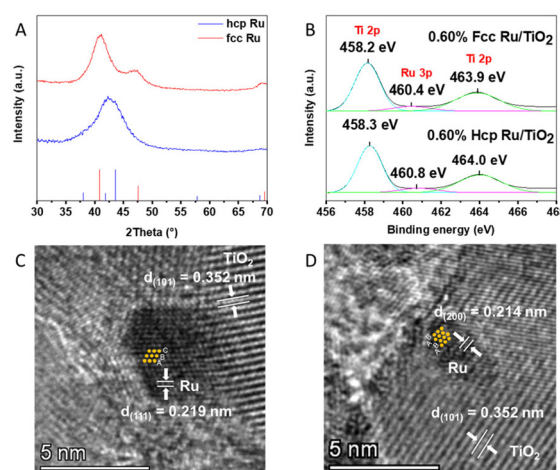 A
hcp Ru
fcc Ru
Intensity (a.u.)
30 35 40 45 50 55 60 65 70
2Theta (°)
B
Ti 2p
458.2 eV
0.60% Fcc Ru/TiO2
Ru 3p
460.4 eV
Ti 2p
463.9 eV
458.3 eV
0.60% Hcp Ru/TiO2
460.8 eV
464.0 eV
Intensity (a.u.)
456 458 460 462 464 466 468
Binding energy (eV)
C
TiO2
d(101) = 0.352 nm
C
B
A
Ru
d(111) = 0.219 nm
5 nm
D
d(200) = 0.214 nm
A B A B
Ru
d(101) = 0.352 nm
TiO2
5 nm